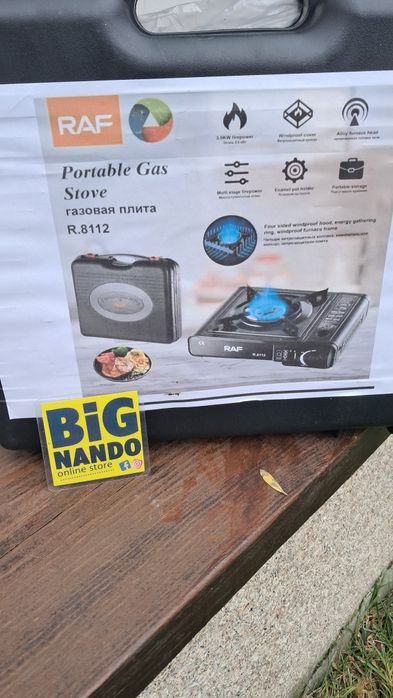 RAF
Portable Gas
Stove
газовая плита
R.8112
3.5KW firepower
Windproof cover
Alloy furnace head
Multi stage firepower
Enamel pot holder
Portable storage
Four sided windproof hood, energy gathering
ring, windproof furnace frame
RAF
R.8112
BiG
NANDO
online store